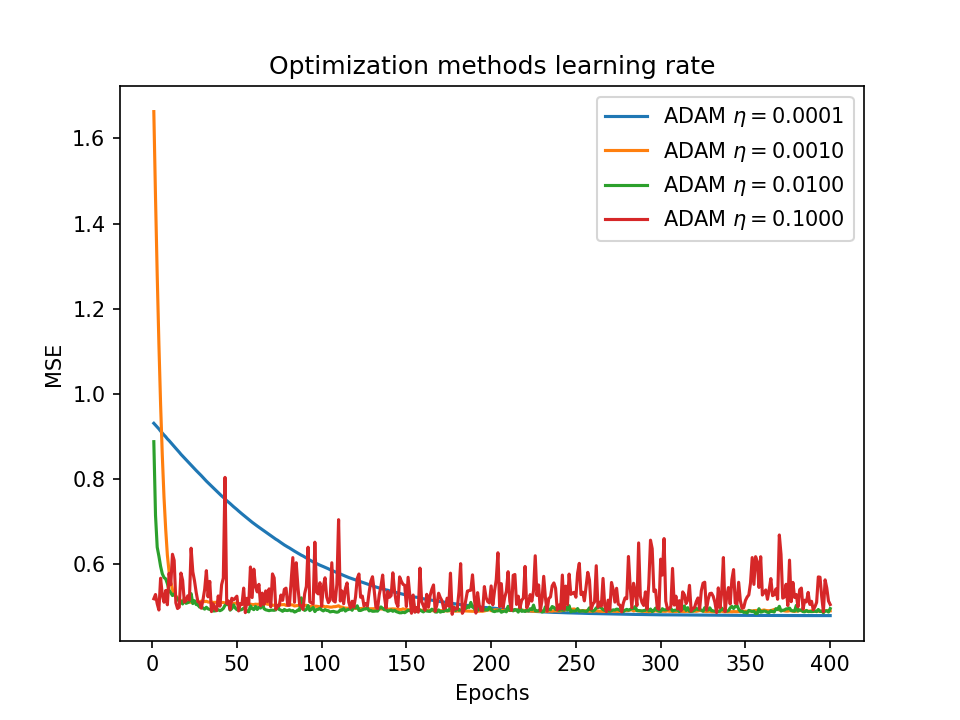 Optimization methods learning rate
ADAM η = 0.0001
ADAM η = 0.0010
ADAM η = 0.0100
ADAM η = 0.1000
1.6
1.4
1.2
1.0
0.8
0.6
MSE
0 50 100 150 200 250 300 350 400
Epochs